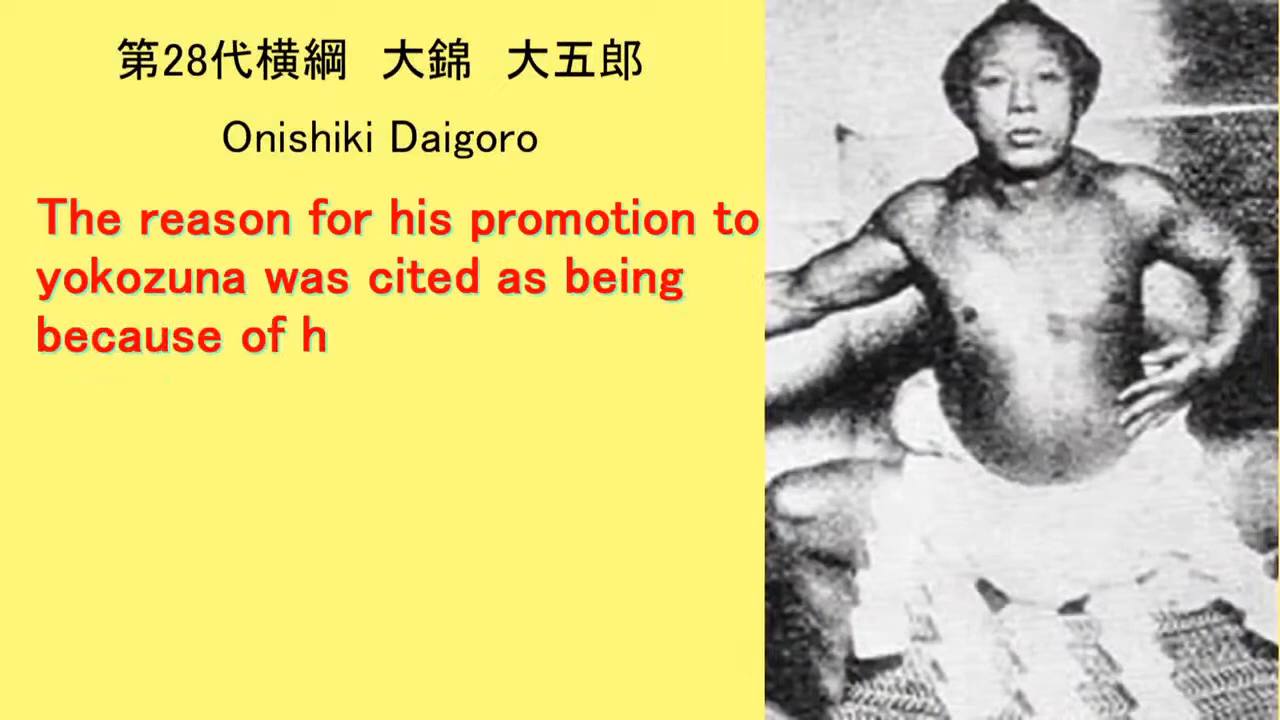 第28代横綱 大錦 大五郎
Onishiki Daigoro
The reason for his promotion to
yokozuna was cited as being
because of h